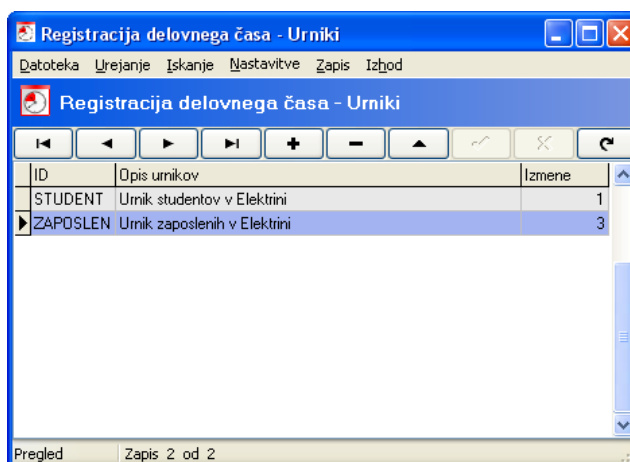 Registracija delovnega časa - Urniki
Datoteka Urejanje Iskanje Nastavitve Zapis Izhod
Registracija delovnega časa - Urniki
ID Opis urnikov Izmene
STUDENT Urnik studentov v Elektrini 1
ZAPOSLEN Urnik zaposlenih v Elektrini 3
Pregled Zapis 2 od 2